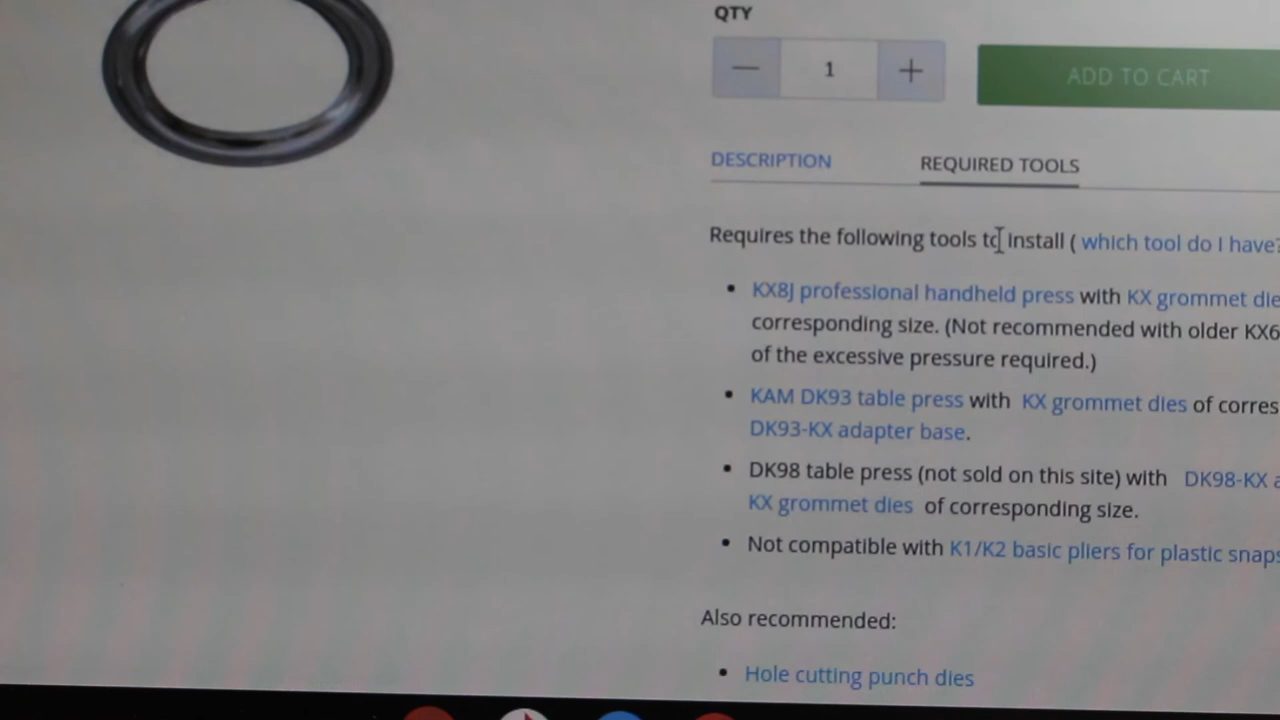 QTY
— 1 + ADD TO CART
DESCRIPTION REQUIRED TOOLS
Requires the following tools to install ( which tool do I have?
KX8J professional handheld press with KX grommet die
corresponding size. (Not recommended with older KX6
of the excessive pressure required.)
KAM DK93 table press with KX grommet dies of corres
DK93-KX adapter base.
DK98 table press (not sold on this site) with DK98-KX a
KX grommet dies of corresponding size.
Not compatible with K1/K2 basic pliers for plastic snaps
Also recommended:
Hole cutting punch dies